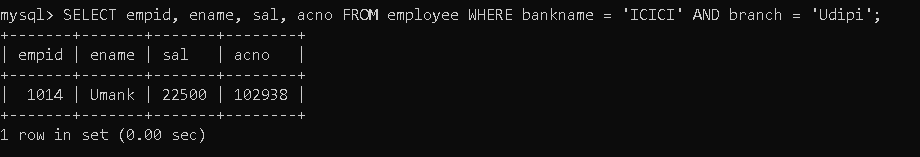 mysql> SELECT empid, ename, sal, acno FROM employee WHERE bankname = 'ICICI' AND branch = 'Udipi';
+-------+-------+-------+--------+
| empid | ename | sal   | acno   |
+-------+-------+-------+--------+
|  1014 | Umank | 22500 | 102938 |
+-------+-------+-------+--------+
1 row in set (0.00 sec)